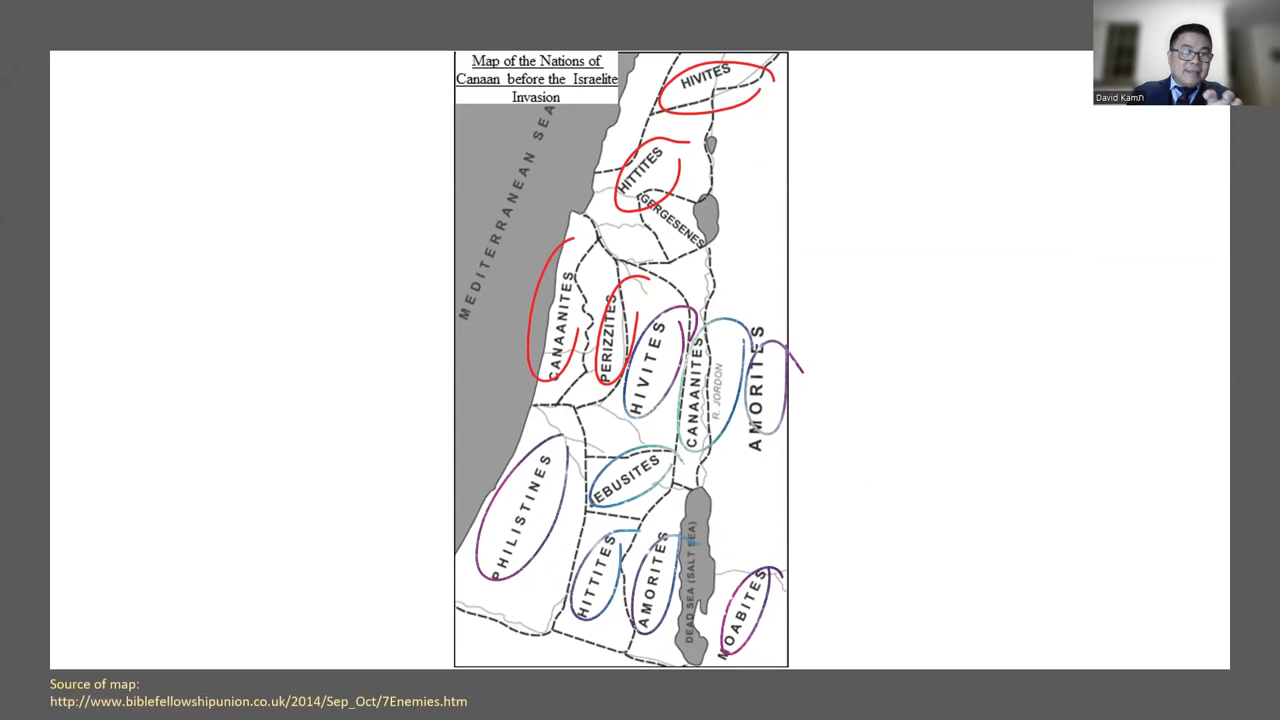 Map of the Nations of
Canaan before the Israelite
Invasion
David Kam
HIVITES
HITTITES
GERGESENES
MEDITERRANEAN SEA
CANAANITES
PERIZZITES
HIVITES
CANAANITES
R. JORDON
AMORITES
PHILISTINES
EBUSITES
HITTITES
AMORITES
DEAD SEA (SALT SEA)
MOABITES
Source of map:
http://www.biblefellowshipunion.co.uk/2014/Sep_Oct/7Enemies.htm